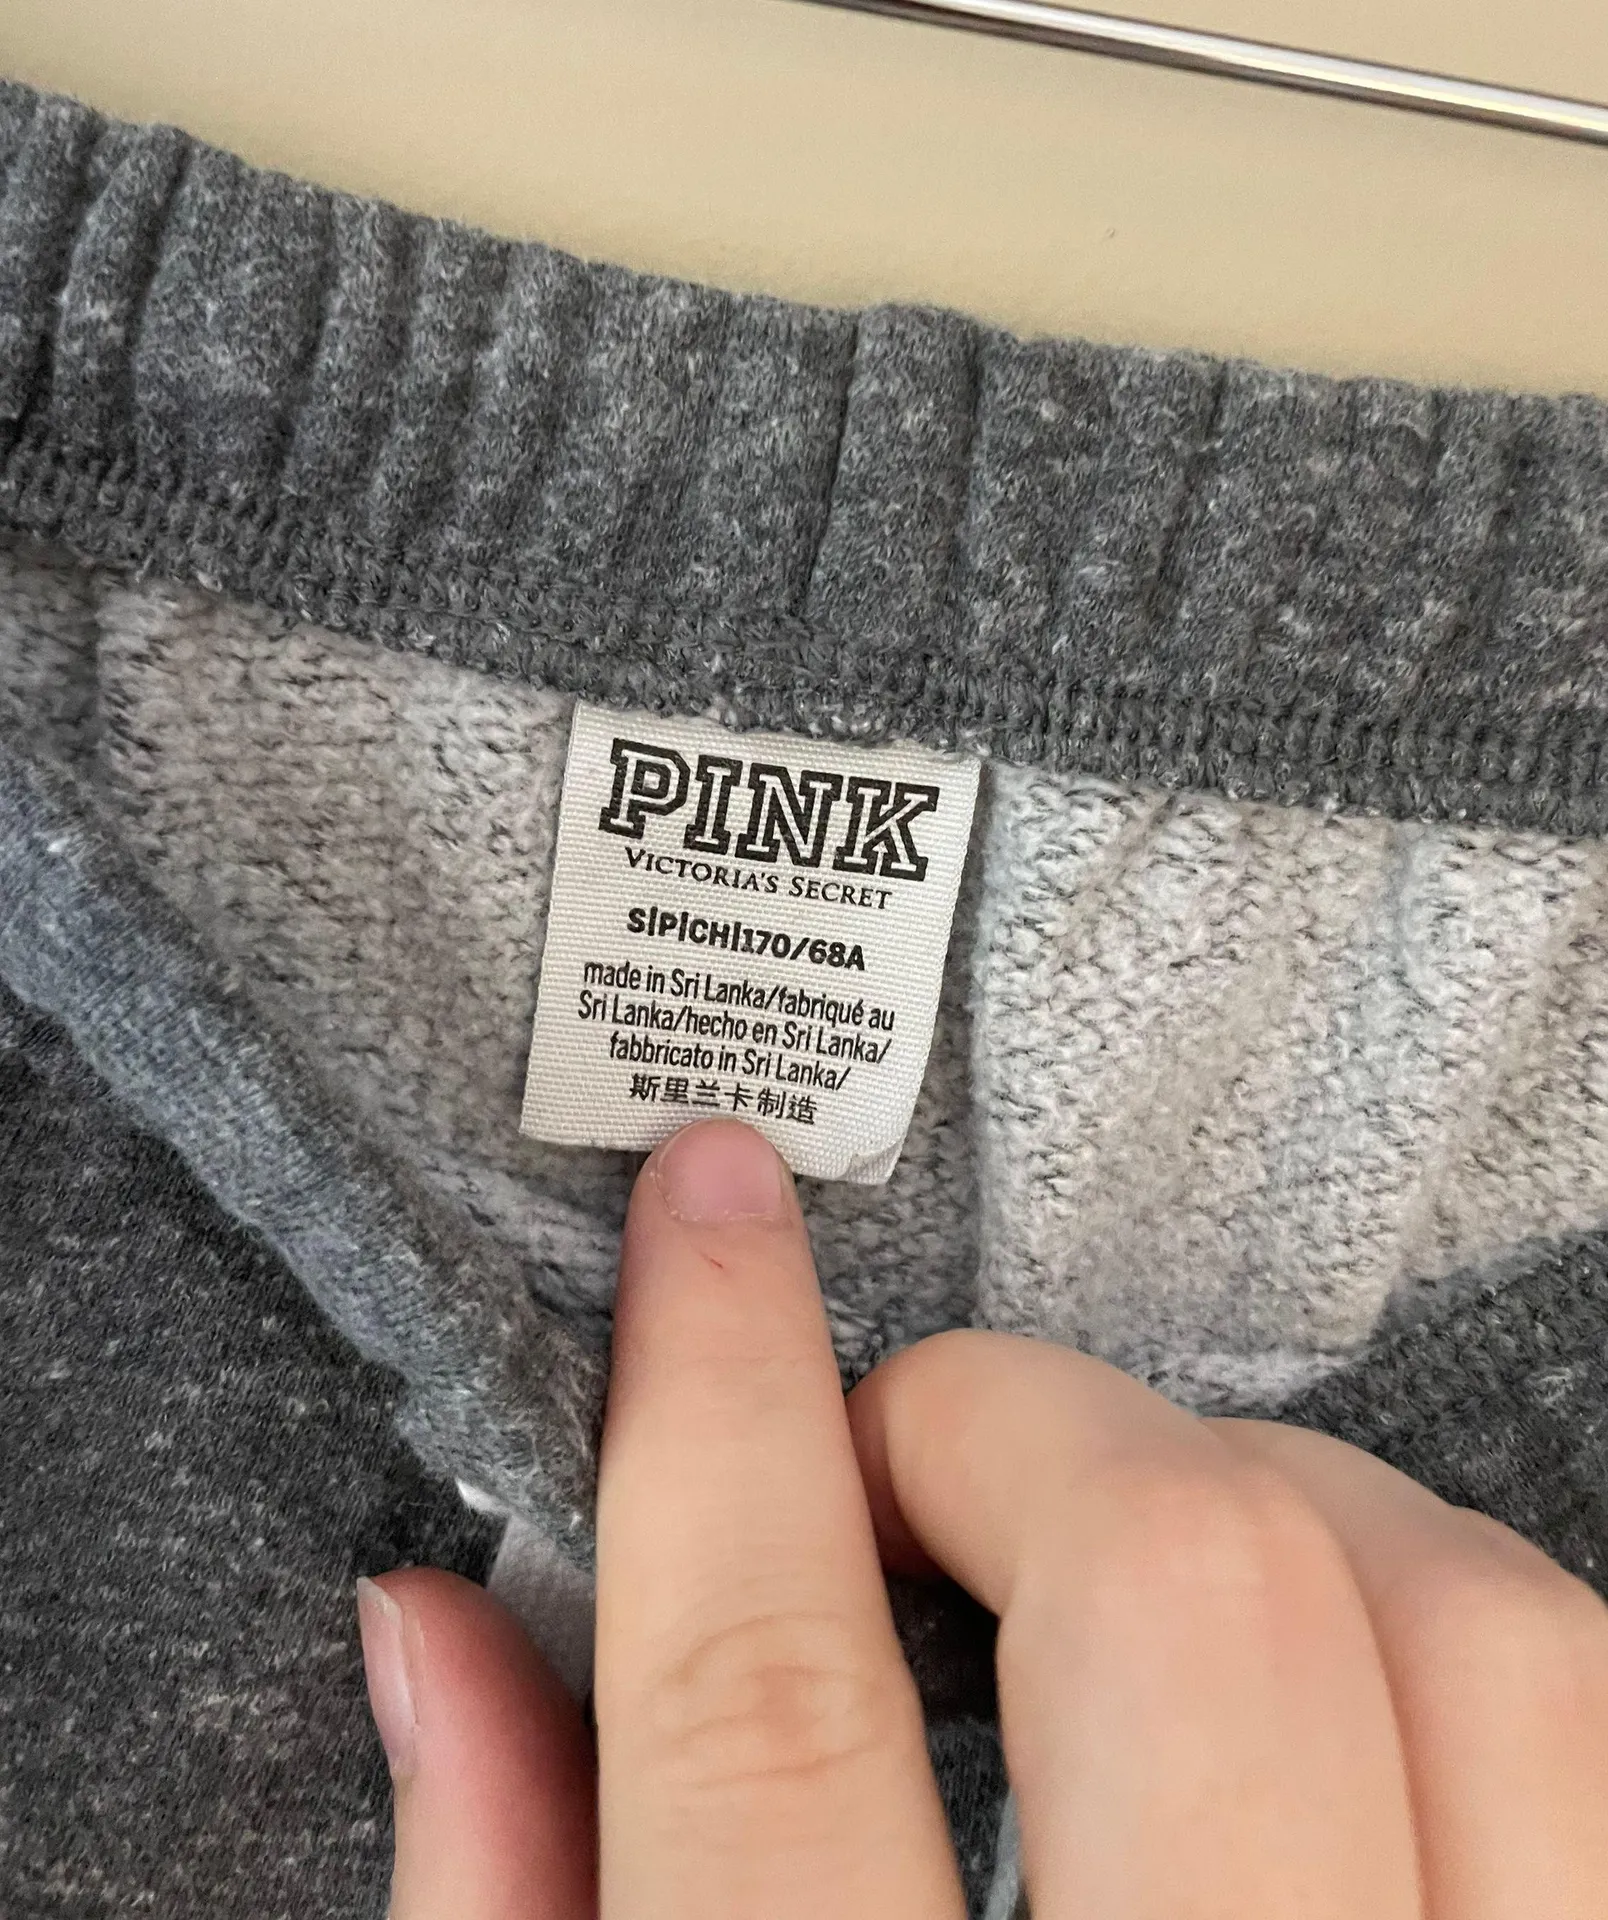 PINK
VICTORIA'S SECRET
S|P|CH|170/68A
made in Sri Lanka/fabriqué au
Sri Lanka/hecho en Sri Lanka/
fabbricato in Sri Lanka/
斯里兰卡制造